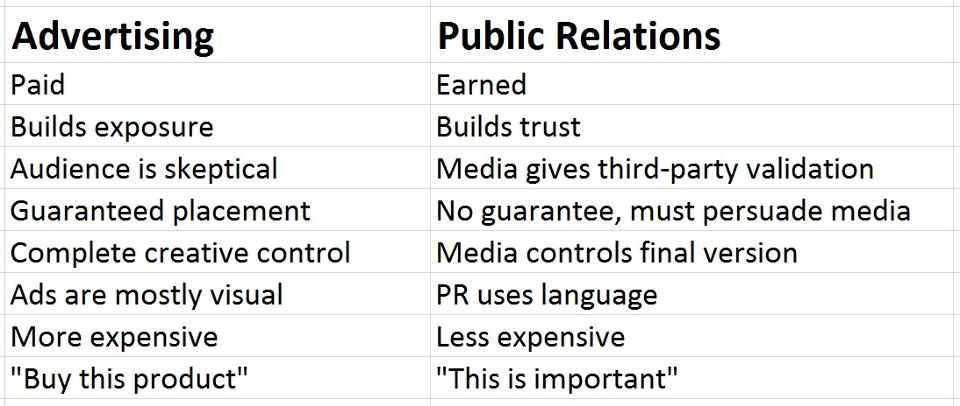 Advertising Public Relations
Paid Earned
Builds exposure Builds trust
Audience is skeptical Media gives third-party validation
Guaranteed placement No guarantee, must persuade media
Complete creative control Media controls final version
Ads are mostly visual PR uses language
More expensive Less expensive
"Buy this product" "This is important"